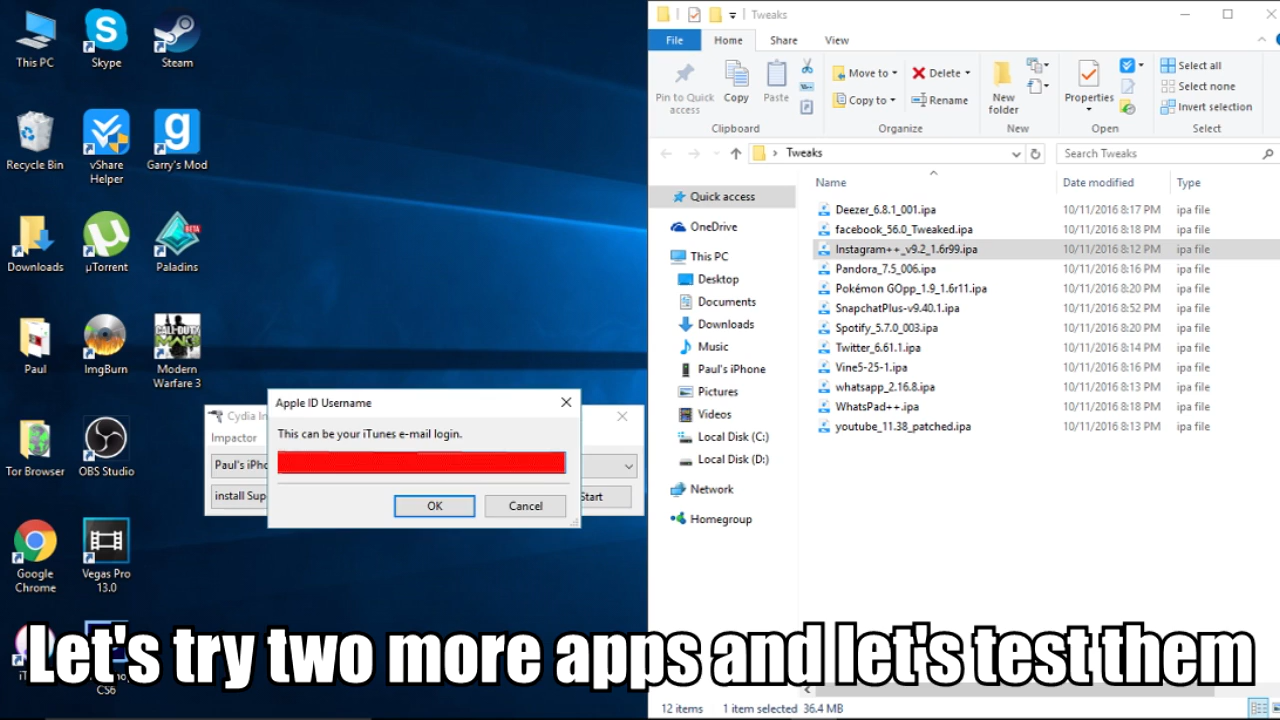 This PC
Skype
Steam
Recycle Bin
vShare
Helper
Garry's Mod
Downloads
µTorrent
BETA
Paladins
Paul
ImgBurn
CALL OF DUTY
MW3
Modern
Warfare 3
Tor Browser
OBS Studio
Google
Chrome
Vegas Pro
13.0
CS6
Cydia Im
Impactor
Paul's iPho
install Sup
Start
Apple ID Username
This can be your iTunes e-mail login.
OK
Cancel
Tweaks
File
Home
Share
View
Pin to Quick
access
Copy
Paste
Clipboard
Move to
Copy to
Delete
Rename
Organize
New
folder
New
Properties
Open
Select all
Select none
Invert selection
Select
Tweaks
Search Tweaks
Quick access
OneDrive
This PC
Desktop
Documents
Downloads
Music
Paul's iPhone
Pictures
Videos
Local Disk (C:)
Local Disk (D:)
Network
Homegroup
Name Date modified Type
Deezer_6.8.1_001.ipa 10/11/2016 8:17 PM ipa file
facebook_56.0_Tweaked.ipa 10/11/2016 8:18 PM ipa file
Instagram++_v9.2_1.6r99.ipa 10/11/2016 8:12 PM ipa file
Pandora_7.5_006.ipa 10/11/2016 8:16 PM ipa file
Pokémon GOpp_1.9_1.6r11.ipa 10/11/2016 8:20 PM ipa file
SnapchatPlus-v9.40.1.ipa 10/11/2016 8:52 PM ipa file
Spotify_5.7.0_003.ipa 10/11/2016 8:20 PM ipa file
Twitter_6.61.1.ipa 10/11/2016 8:14 PM ipa file
Vine5-25-1.ipa 10/11/2016 8:17 PM ipa file
whatsapp_2.16.8.ipa 10/11/2016 8:13 PM ipa file
WhatsPad++.ipa 10/11/2016 8:18 PM ipa file
youtube_11.38_patched.ipa 10/11/2016 8:13 PM ipa file
Let's try two more apps and let's test them
12 items 1 item selected 36.4 MB